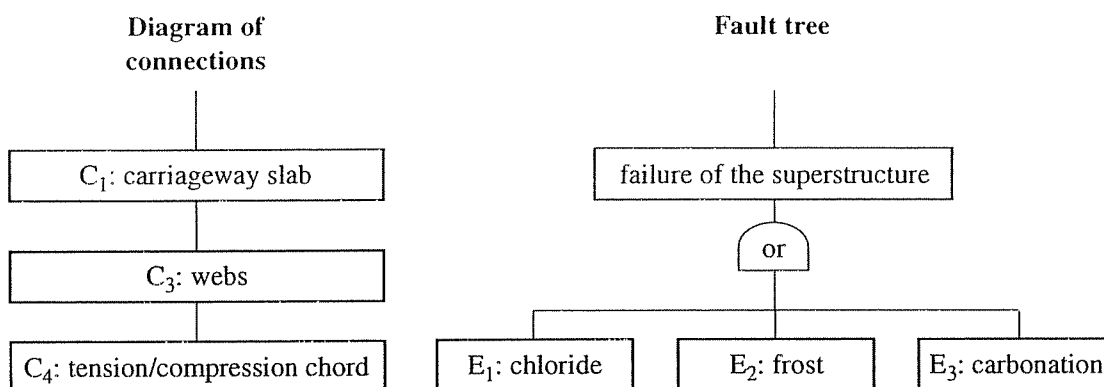 Diagram of
connections
C₁: carriageway slab
C₃: webs
C₄: tension/compression chord
Fault tree
failure of the superstructure
or
E₁: chloride
E₂: frost
E₃: carbonation